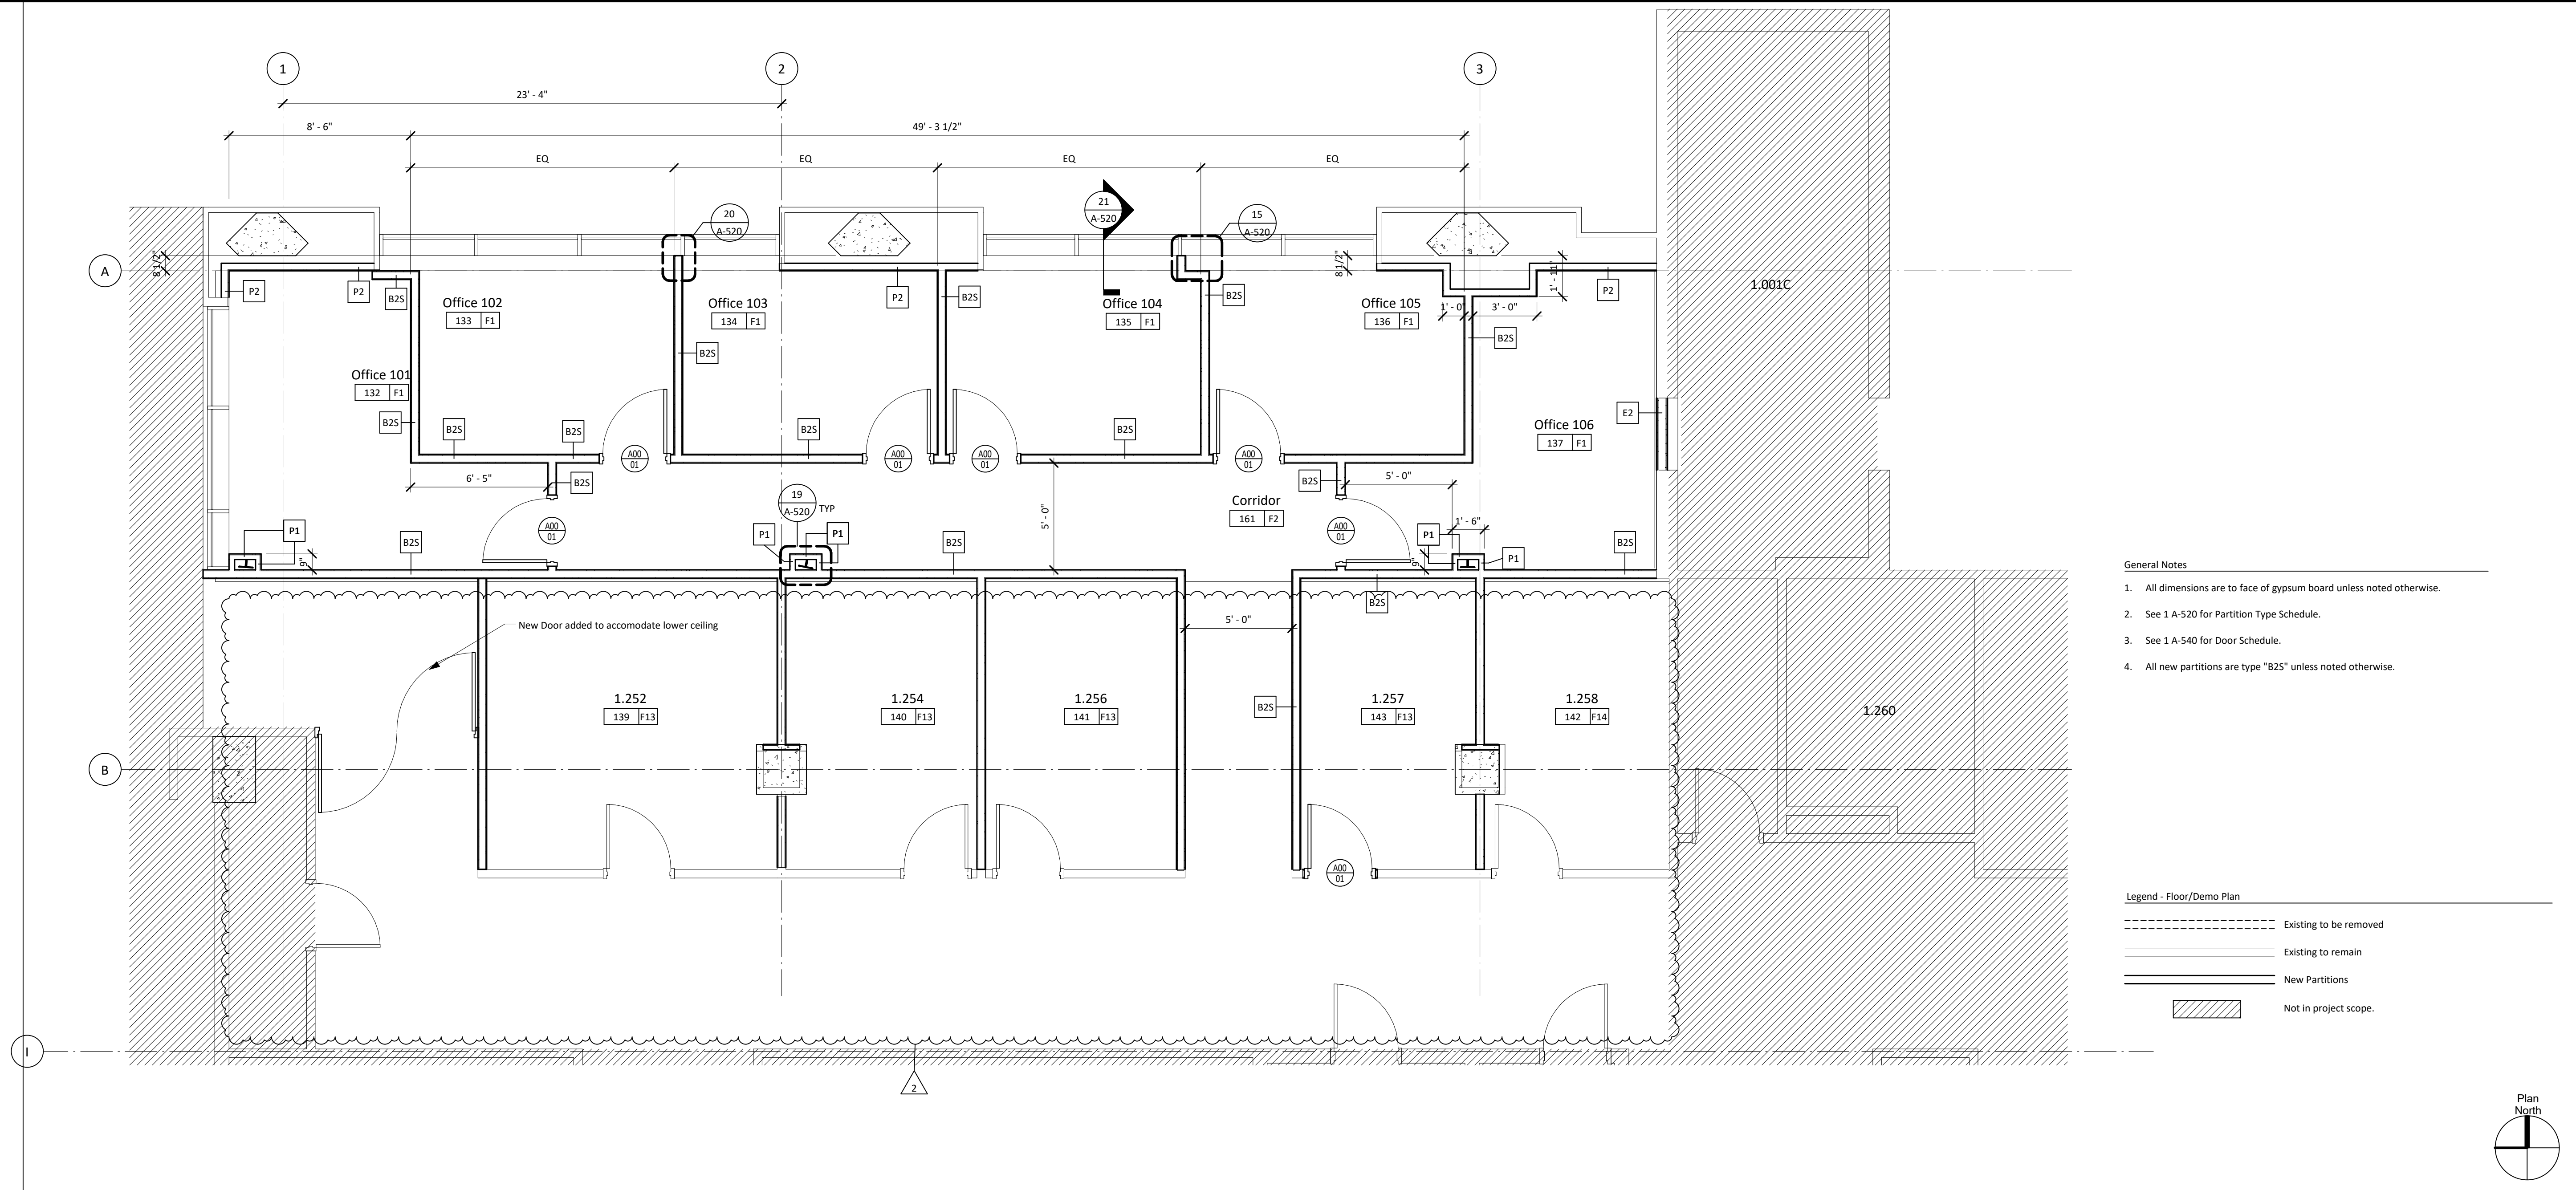 1
2
3
23' - 4"
8' - 6"
49' - 3 1/2"
EQ
EQ
EQ
EQ
20
A-520
21
A-520
15
A-520
A
8 1/2"
8 1/2"
1' - 11"
P2
P2
B2S
P2
B2S
B2S
P2
1.001C
Office 102
133 F1
Office 103
134 F1
Office 104
135 F1
Office 105
136 F1
1' - 0"
3' - 0"
B2S
B2S
Office 101
132 F1
B2S
B2S
B2S
B2S
B2S
E2
Office 106
137 F1
A00
01
A00
01
A00
01
A00
01
6' - 5"
B2S
B2S
5' - 0"
19
A-520
TYP
Corridor
161 F2
5' - 0"
A00
01
A00
01
1' - 6"
P1
P1
P1
P1
P1
B2S
B2S
B2S
9"
9"
B2S
New Door added to accomodate lower ceiling
5' - 0"
1.252
139 F13
1.254
140 F13
1.256
141 F13
B2S
1.257
143 F13
1.258
142 F14
1.260
B
A00
01
I
2
General Notes
1. All dimensions are to face of gypsum board unless noted otherwise.
2. See 1 A-520 for Partition Type Schedule.
3. See 1 A-540 for Door Schedule.
4. All new partitions are type "B2S" unless noted otherwise.
Legend - Floor/Demo Plan
Existing to be removed
Existing to remain
New Partitions
Not in project scope.
Plan
North